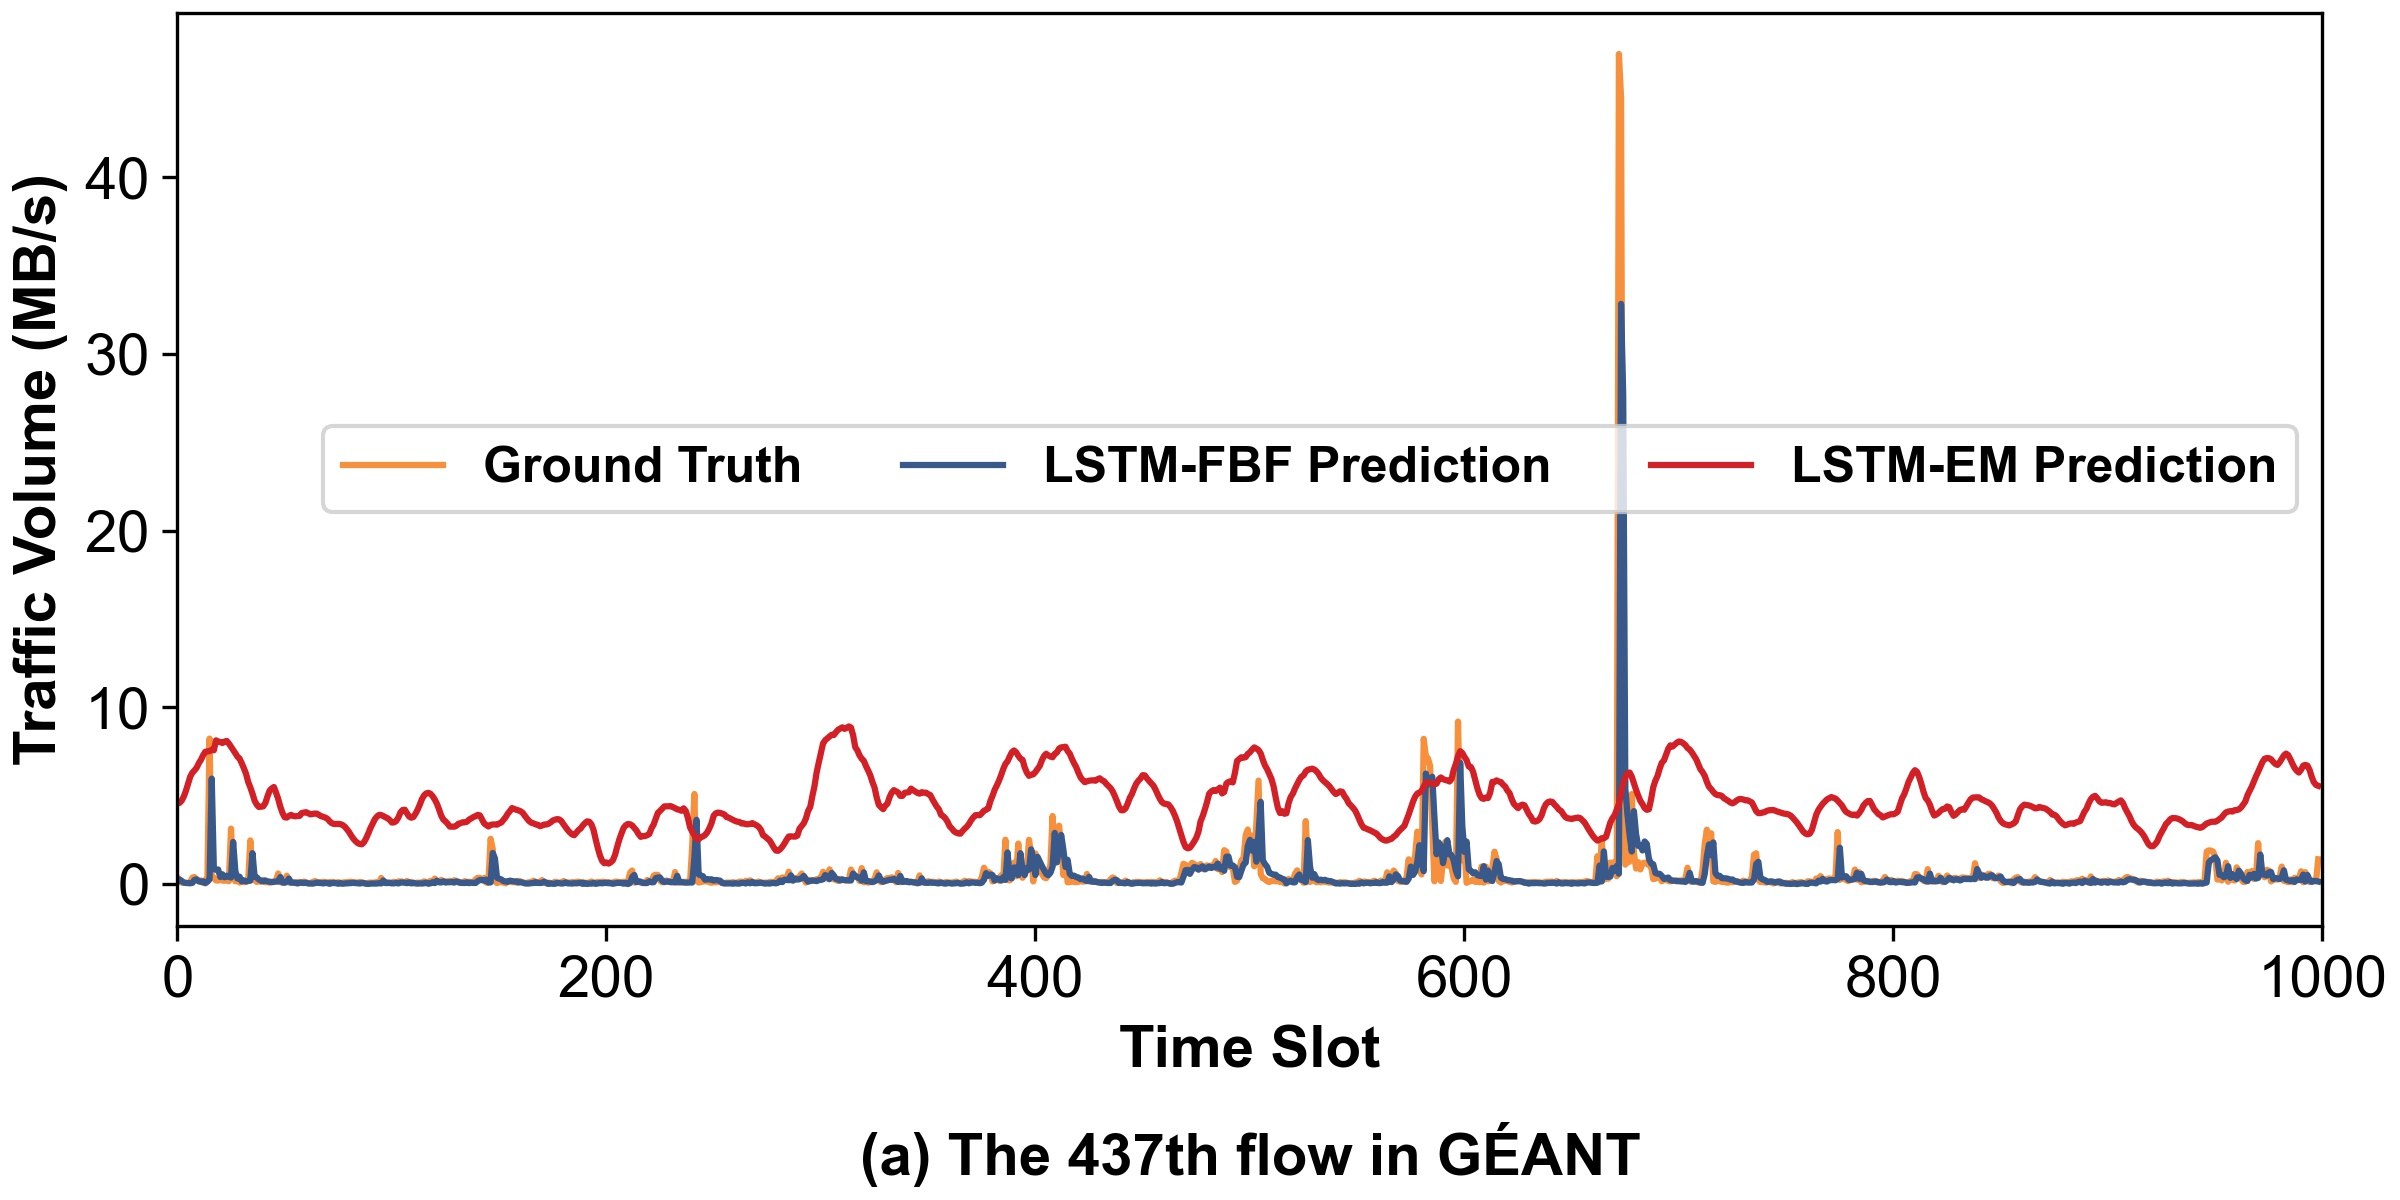 Traffic Volume (MB/s)
40
30
20
10
0
Ground Truth LSTM-FBF Prediction LSTM-EM Prediction
0 200 400 600 800 1000
Time Slot
(a) The 437th flow in GÉANT